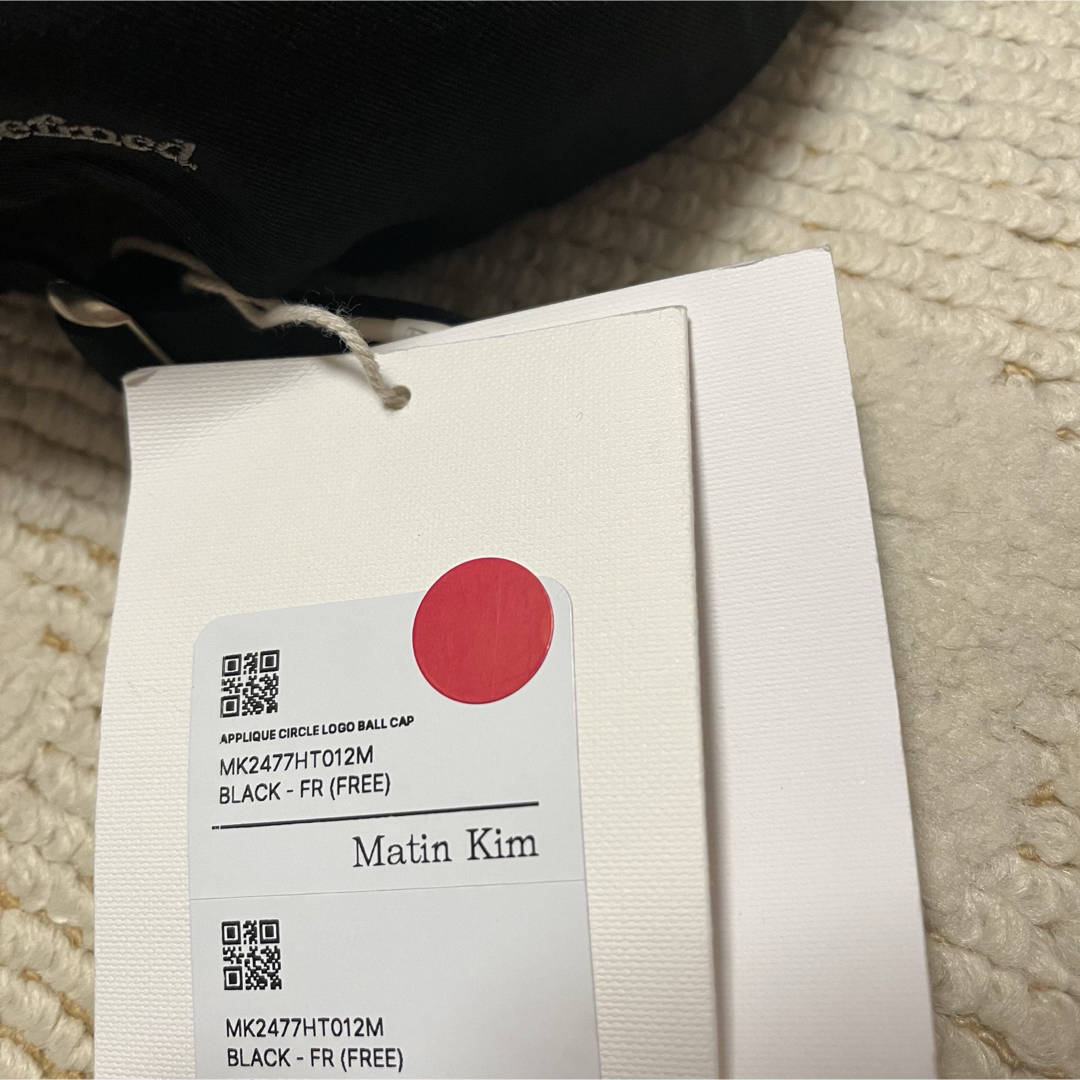 APPLIQUE CIRCLE LOGO BALL CAP
MK2477HT012M
BLACK - FR (FREE)
Matin Kim
MK2477HT012M
BLACK - FR (FREE)